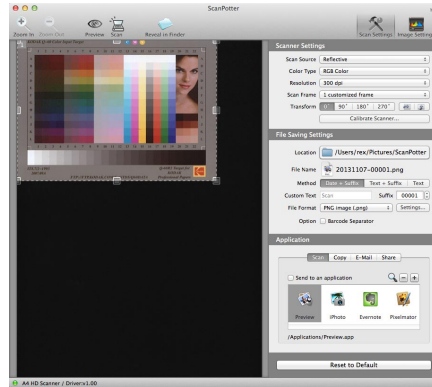 ScanPotter
Zoom In Zoom Out Preview Scan Reveal in Finder Scan Settings Image Settings
Scanner Settings
Scan Source Reflective
Color Type RGB Color
Resolution 300 dpi
Scan Frame 1 customized frame
Transform 0° 90° 180° 270°
Calibrate Scanner...
File Saving Settings
Location /Users/rex/Pictures/ScanPotter
File Name 20131107-00001.png
Method Date + Suffix Text + Suffix Text
Custom Text Scan Suffix 00001
File Format PNG image (.png) Settings...
Option Barcode Separator
Application
Scan Copy E-Mail Share
Send to an application
Preview iPhoto Evernote Pixelmator
/Applications/Preview.app
Reset to Default
A4 HD Scanner / Driver:v1.00